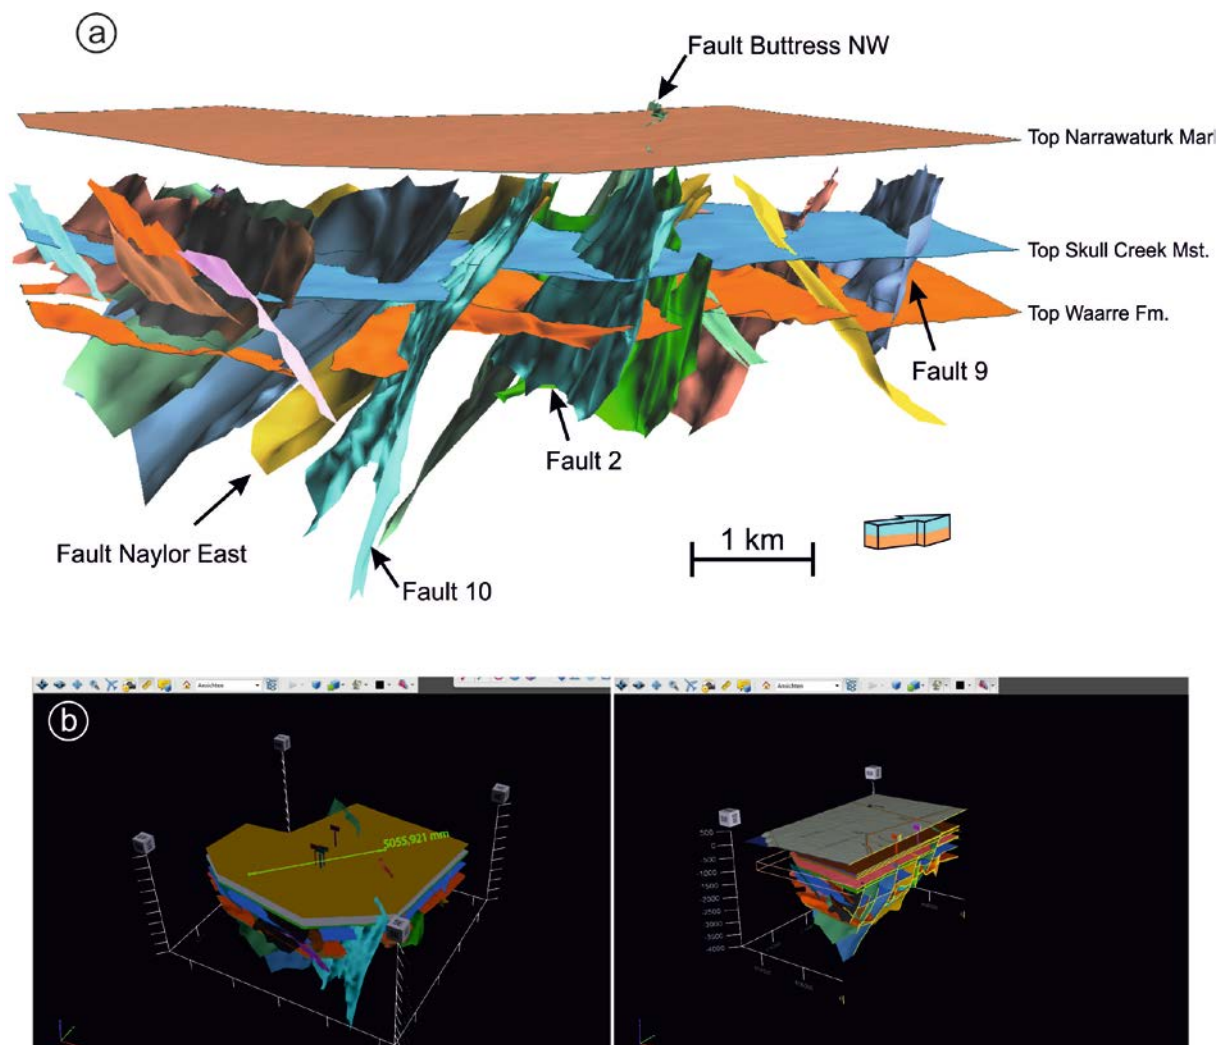 a
Fault Buttress NW
Top Narrawaturk Marl
Top Skull Creek Mst.
Top Waarre Fm.
Fault 9
Fault 2
Fault Naylor East
1 km
Fault 10
b
Ansichten
Ansichten
5055,921 mm
500
0
-500
-1000
-1500
-2000
-2500
-3000
-3500
-4000